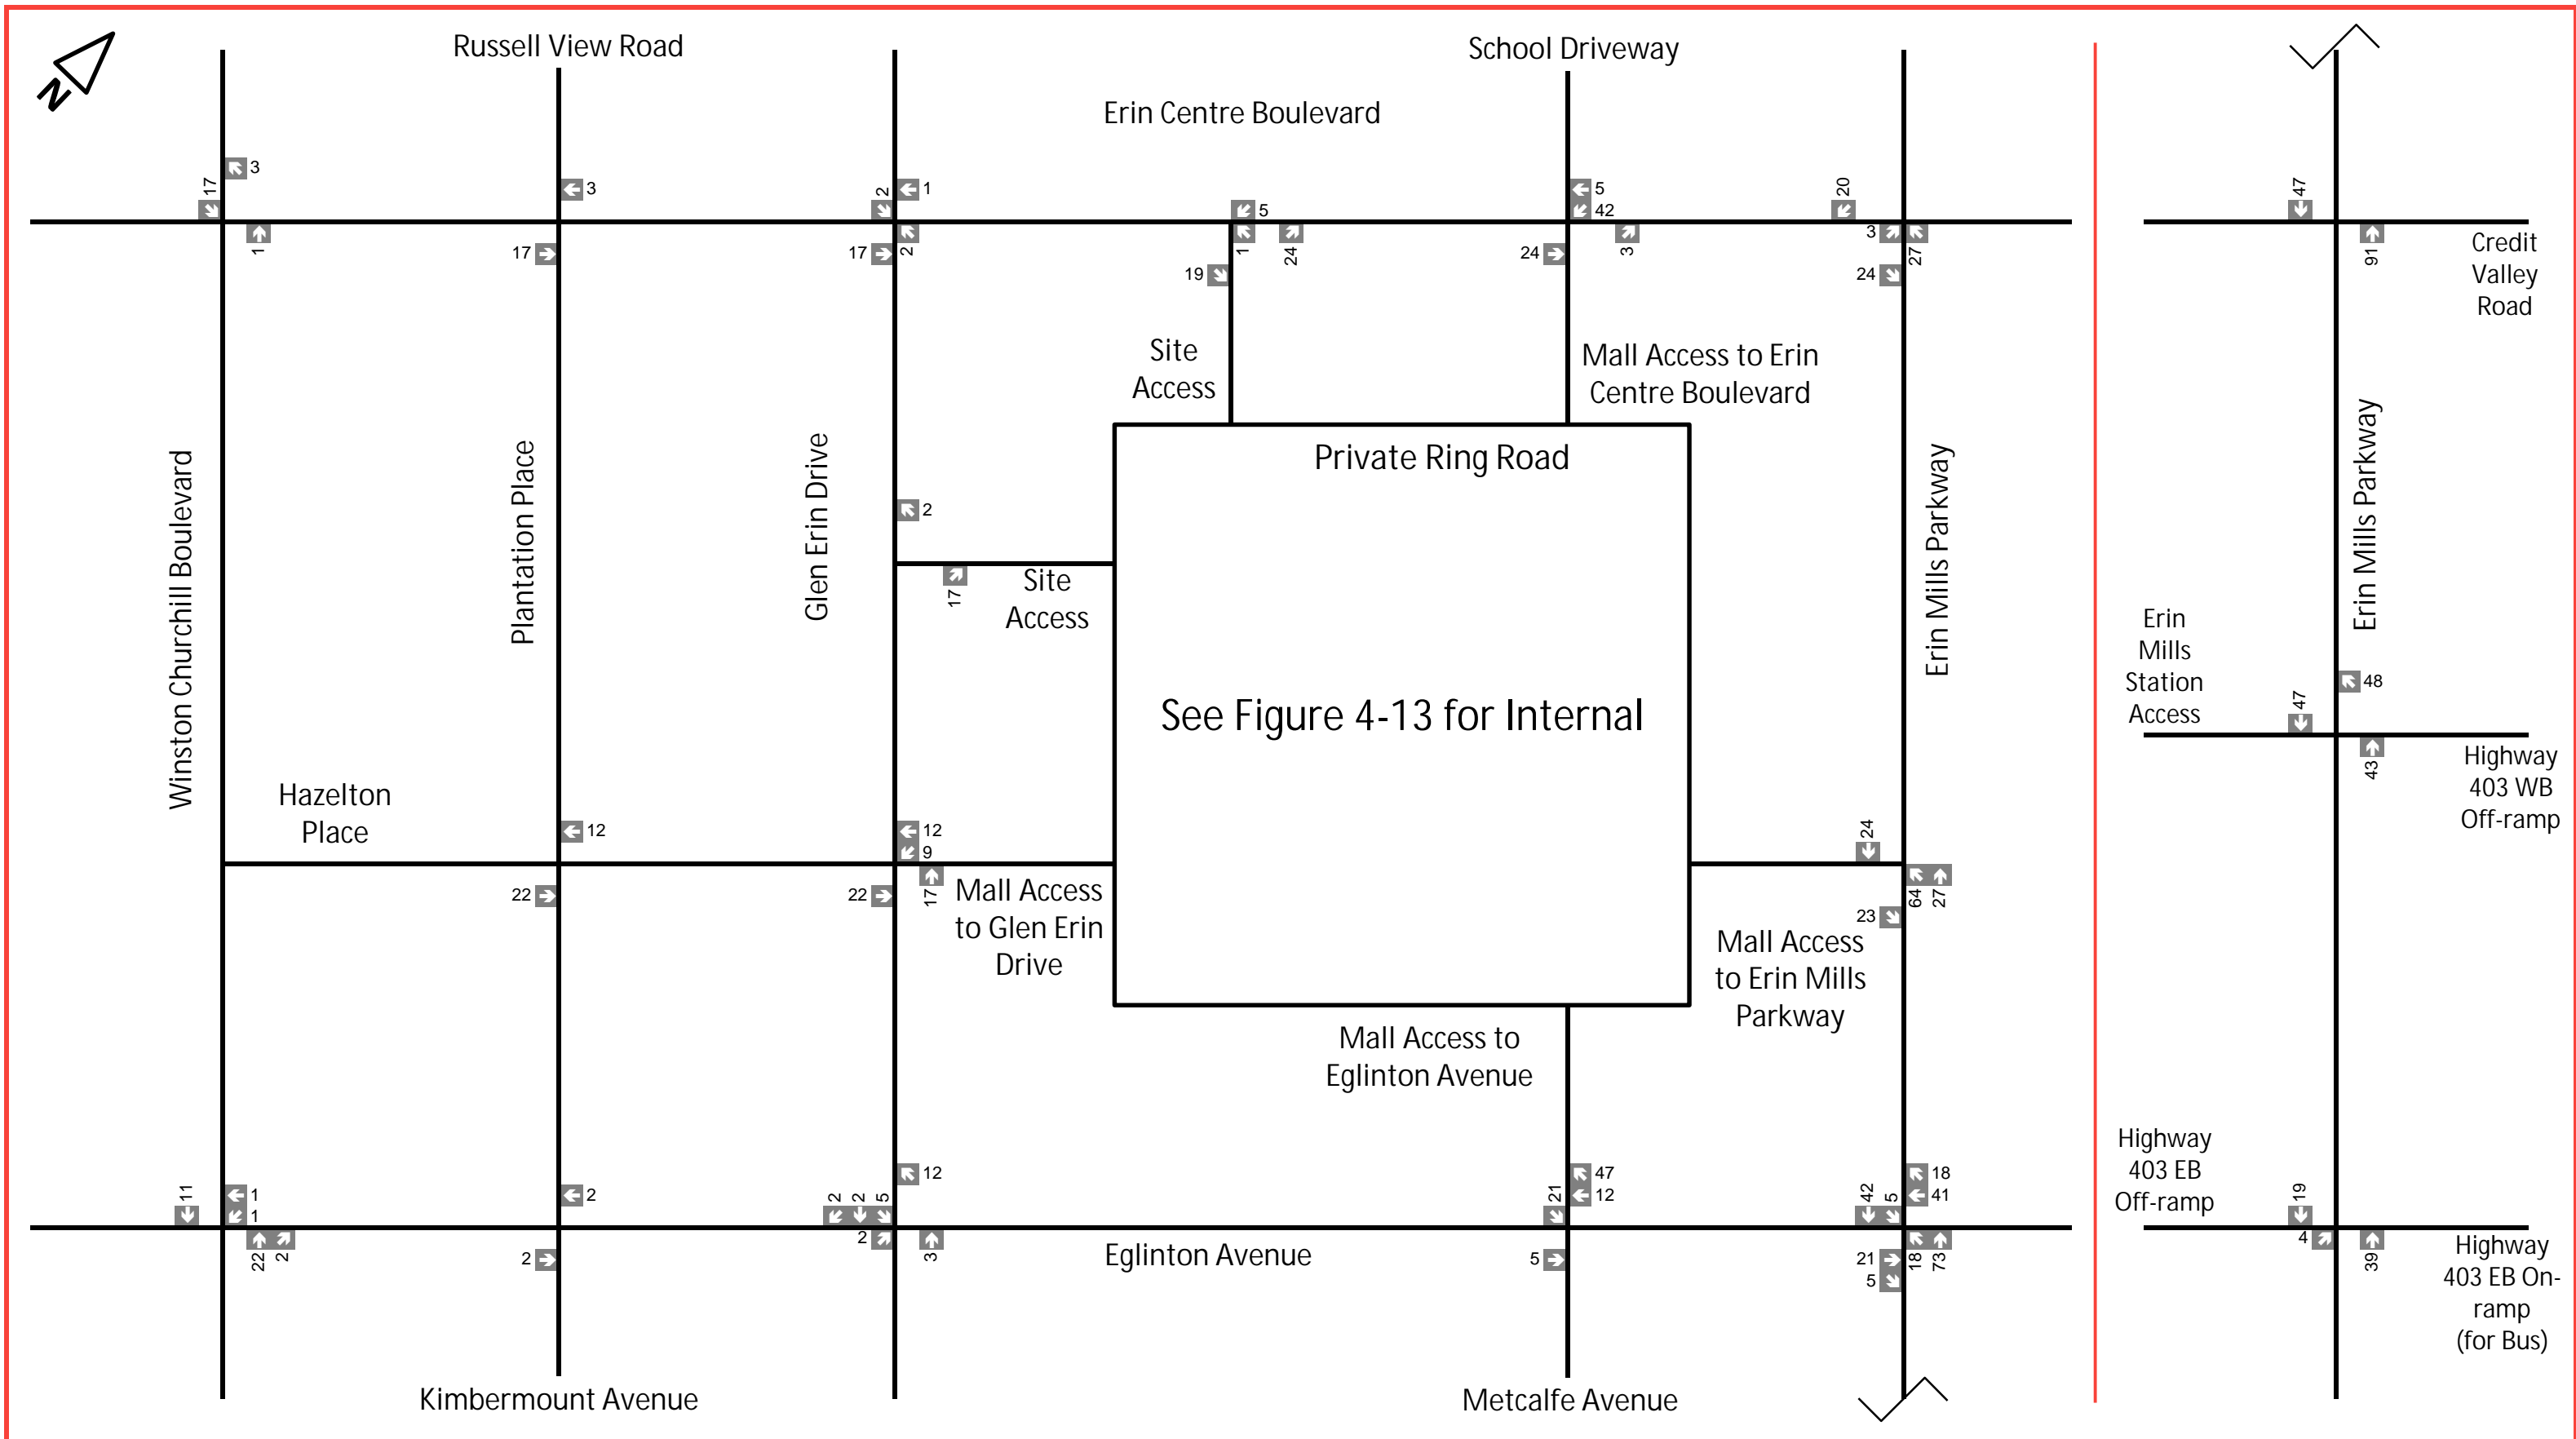 Russell View Road
School Driveway
N
Erin Centre Boulevard
17
3
3
2
1
5
5
42
20
47
1
17
17
2
19
1
24
24
3
3
24
27
91
Credit
Valley
Road
Site
Access
Mall Access to Erin
Centre Boulevard
Winston Churchill Boulevard
Plantation Place
Glen Erin Drive
Private Ring Road
Erin Mills Parkway
Erin Mills Parkway
2
17
Site
Access
See Figure 4-13 for Internal
Erin
Mills
Station
Access
47
48
43
Highway
403 WB
Off-ramp
Hazelton
Place
12
12
9
24
22
22
17
Mall Access
to Glen Erin
Drive
64
27
23
Mall Access
to Erin Mills
Parkway
Mall Access to
Eglinton Avenue
Highway
403 EB
Off-ramp
11
1
1
2
2
2
5
12
21
47
12
42
5
18
41
19
22
2
2
2
3
Eglinton Avenue
5
21
5
18
73
4
39
Highway
403 EB On-
ramp
(for Bus)
Kimbermount Avenue
Metcalfe Avenue